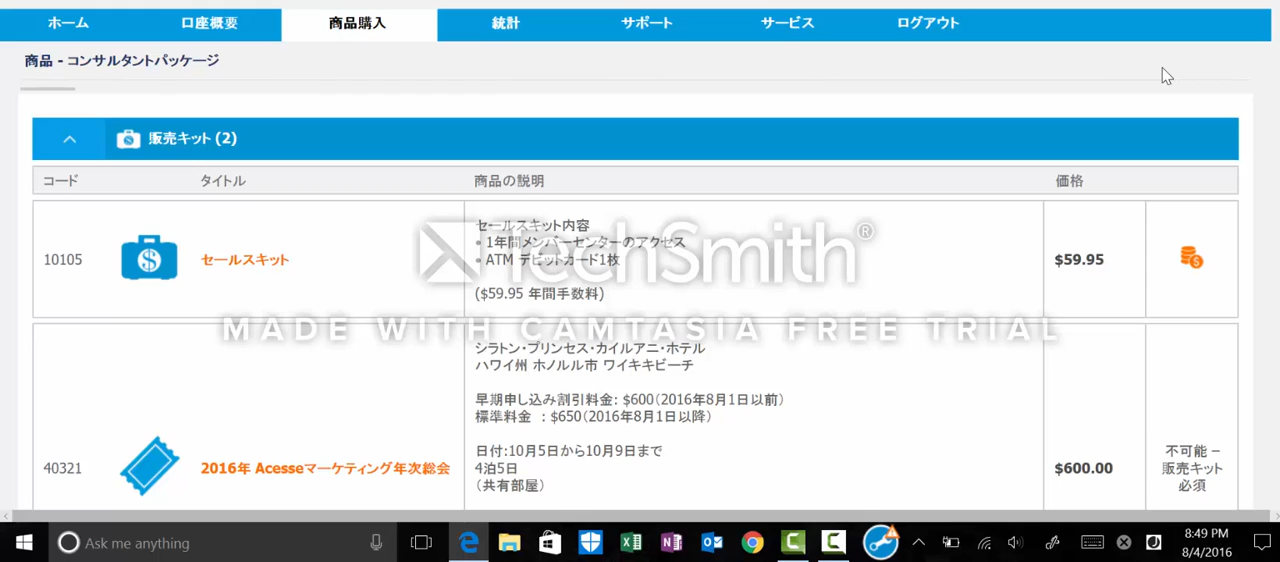 ホーム 口座概要 商品購入 統計 サポート サービス ログアウト
商品 - コンサルタントパッケージ
販売キット (2)
コード タイトル 商品の説明 価格
セールスキット内容
• 1年間メンバーセンターのアクセス
10105 セールスキット • ATM デビットカード1枚 $59.95
($59.95 年間手数料)
TechSmith®
MADE WITH CAMTASIA FREE TRIAL
シラトン・プリンセス・カイルアニ・ホテル
ハワイ州 ホノルル市 ワイキキビーチ
早期申し込み割引料金: $600(2016年8月1日以前)
標準料金 : $650(2016年8月1日以降)
日付:10月5日から10月9日まで 不可能 –
40321 2016年 Acesseマーケティング年次総会 4泊5日 $600.00 販売キット
(共有部屋) 必須
Ask me anything
8:49 PM
8/4/2016